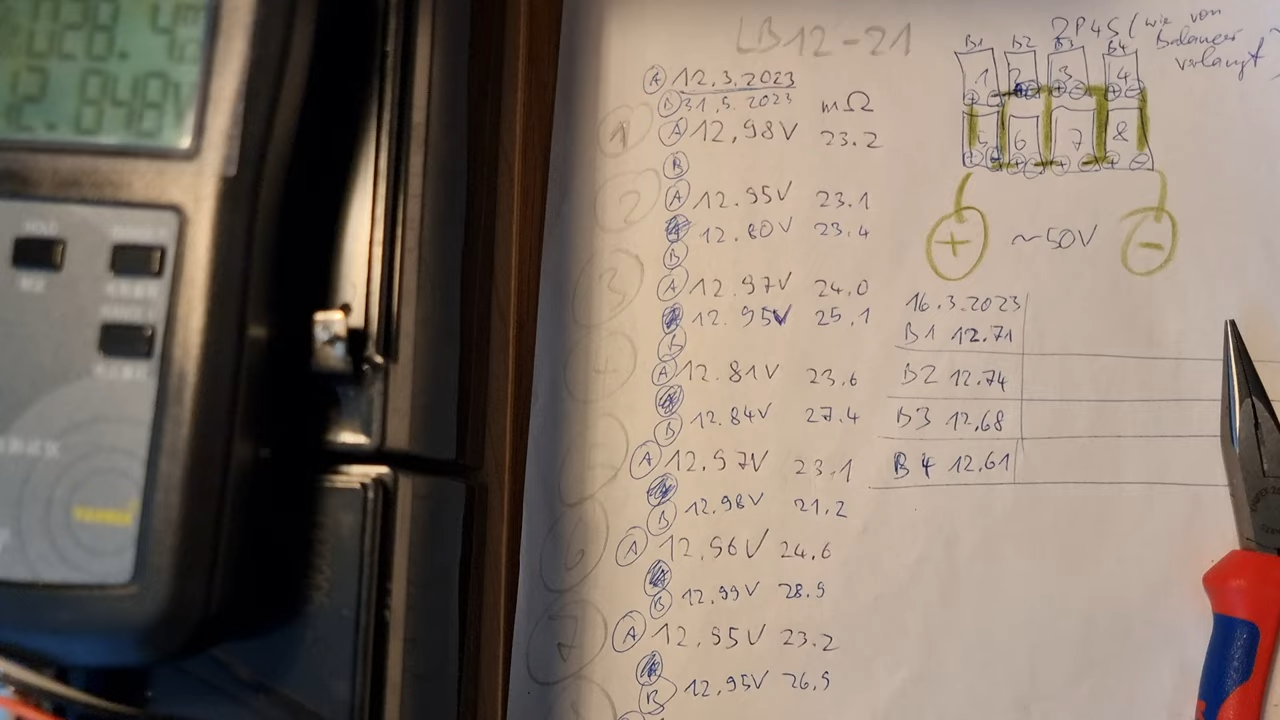 028.4
12.848V
LB12-21
A 12.3.2023
B 31.5.2023 mΩ
1 A 12,98V 23.2
B
2 A 12.95V 23.1
12.80V 23.4
B
3 A 12.97V 24.0
12.95V 25.1
B
4 A 12.81V 23.6
12.84V 27.4
B
A 12.97V 23.1
12.98V 21.2
B
6 A 12.96V 24.6
12.99V 28.9
B
7 A 12.95V 23.2
12.95V 26.9
B
2P4S (wie von
Balancer
verlangt)
B1 B2 B3 B4
1 2 3 4
+ - + - + - + -
5 6 7 8
+ - + - + - + -
+ ~50V -
16.3.2023
B1 12.71
B2 12.74
B3 12,68
B4 12.61